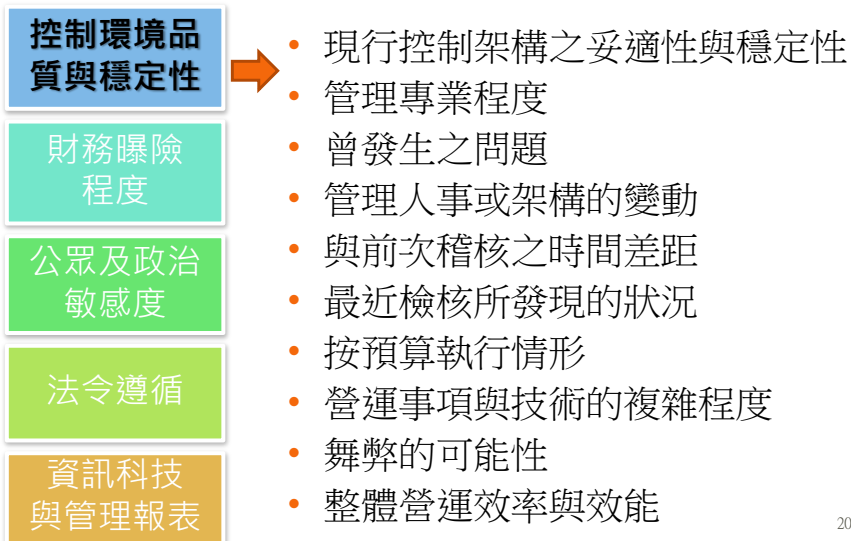 控制環境品
質與穩定性
財務曝險
程度
公眾及政治
敏感度
法令遵循
資訊科技
與管理報表
• 現行控制架構之妥適性與穩定性
• 管理專業程度
• 曾發生之問題
• 管理人事或架構的變動
• 與前次稽核之時間差距
• 最近檢核所發現的狀況
• 按預算執行情形
• 營運事項與技術的複雜程度
• 舞弊的可能性
• 整體營運效率與效能
20